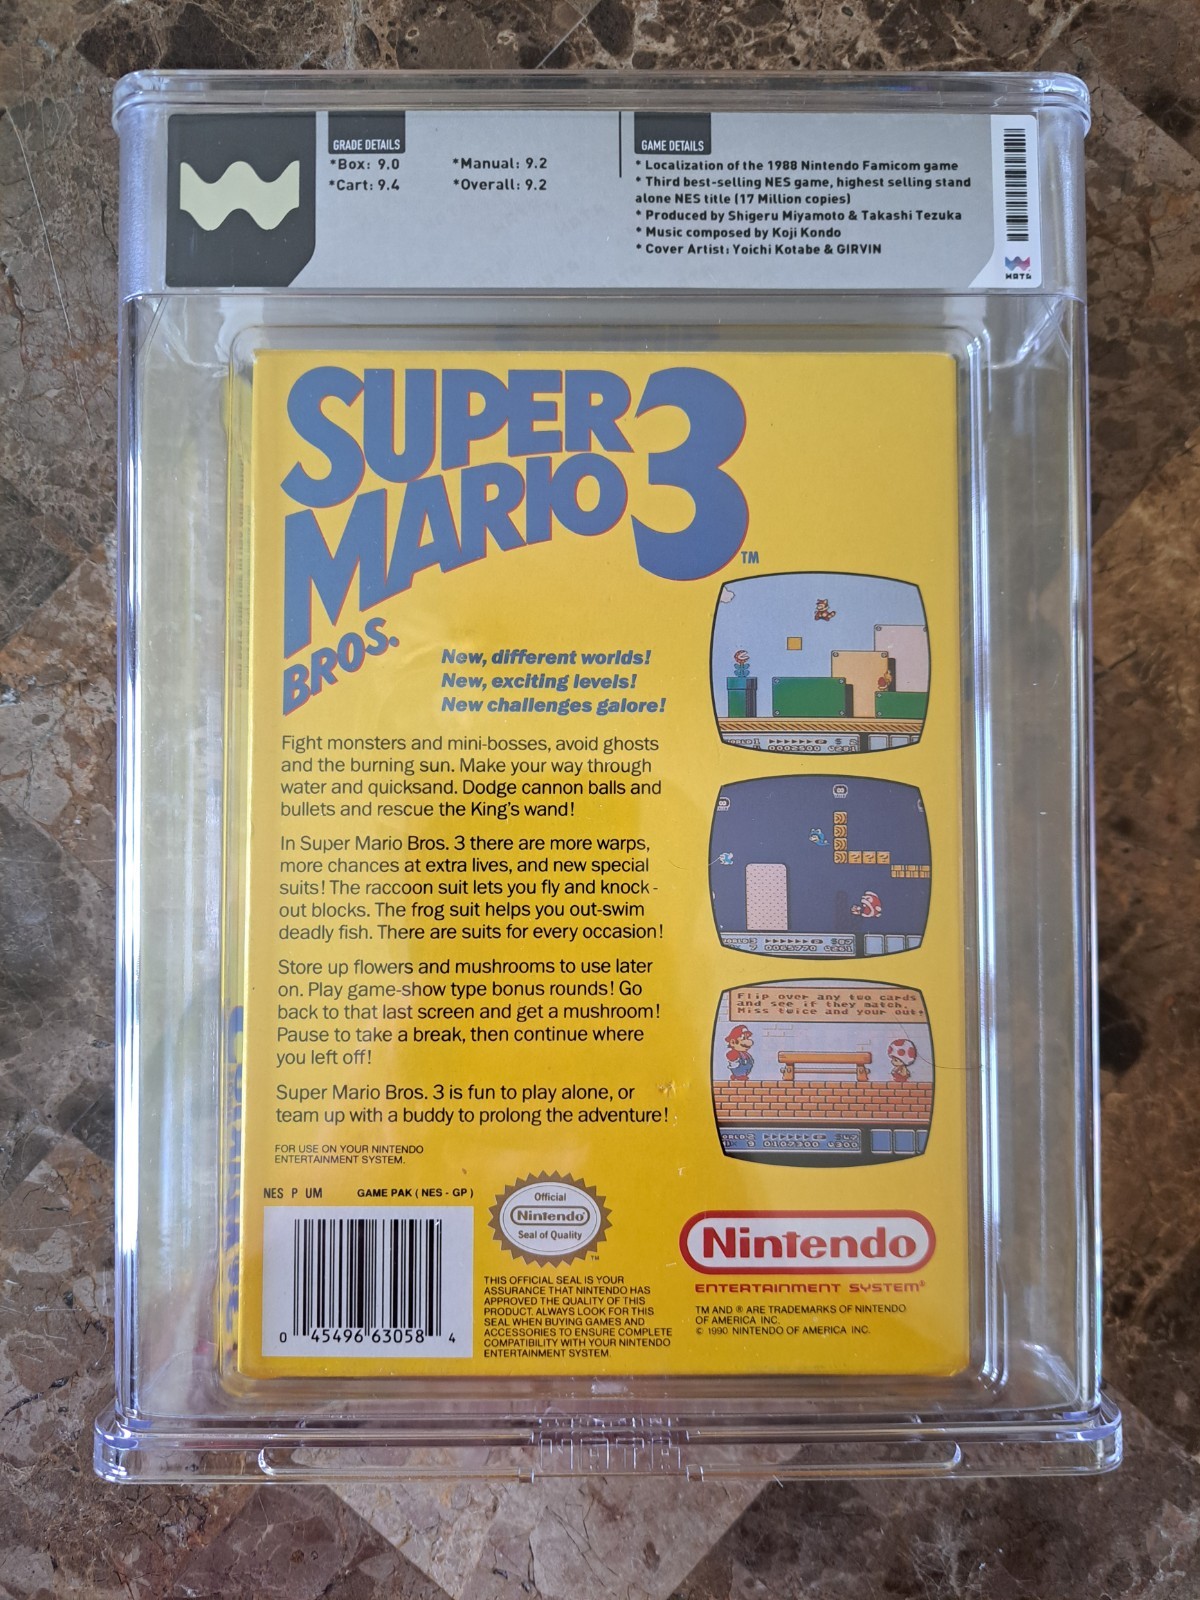 GRADE DETAILS
*Box: 9.0 *Manual: 9.2
*Cart: 9.4 *Overall: 9.2
GAME DETAILS
* Localization of the 1988 Nintendo Famicom game
* Third best-selling NES game, highest selling stand
alone NES title (17 Million copies)
* Produced by Shigeru Miyamoto & Takashi Tezuka
* Music composed by Koji Kondo
* Cover Artist: Yoichi Kotabe & GIRVIN
WATA
SUPER
MARIO 3
BROS.
TM
New, different worlds!
New, exciting levels!
New challenges galore!
Fight monsters and mini-bosses, avoid ghosts
and the burning sun. Make your way through
water and quicksand. Dodge cannon balls and
bullets and rescue the King's wand!
In Super Mario Bros. 3 there are more warps,
more chances at extra lives, and new special
suits! The raccoon suit lets you fly and knock-
out blocks. The frog suit helps you out-swim
deadly fish. There are suits for every occasion!
Store up flowers and mushrooms to use later
on. Play game-show type bonus rounds! Go
back to that last screen and get a mushroom!
Pause to take a break, then continue where
you left off!
Super Mario Bros. 3 is fun to play alone, or
team up with a buddy to prolong the adventure!
Flip over any two cards
and see if they match.
Miss twice and your out!
FOR USE ON YOUR NINTENDO
ENTERTAINMENT SYSTEM.
NES P UM GAME PAK (NES-GP)
0 45496 63058 4
Official
Nintendo
Seal of Quality
TM
THIS OFFICIAL SEAL IS YOUR
ASSURANCE THAT NINTENDO HAS
APPROVED THE QUALITY OF THIS
PRODUCT. ALWAYS LOOK FOR THIS
SEAL WHEN BUYING GAMES AND
ACCESSORIES TO ENSURE COMPLETE
COMPATIBILITY WITH YOUR NINTENDO
ENTERTAINMENT SYSTEM.
Nintendo
ENTERTAINMENT SYSTEM®
TM AND ® ARE TRADEMARKS OF NINTENDO
OF AMERICA INC.
© 1990 NINTENDO OF AMERICA INC.